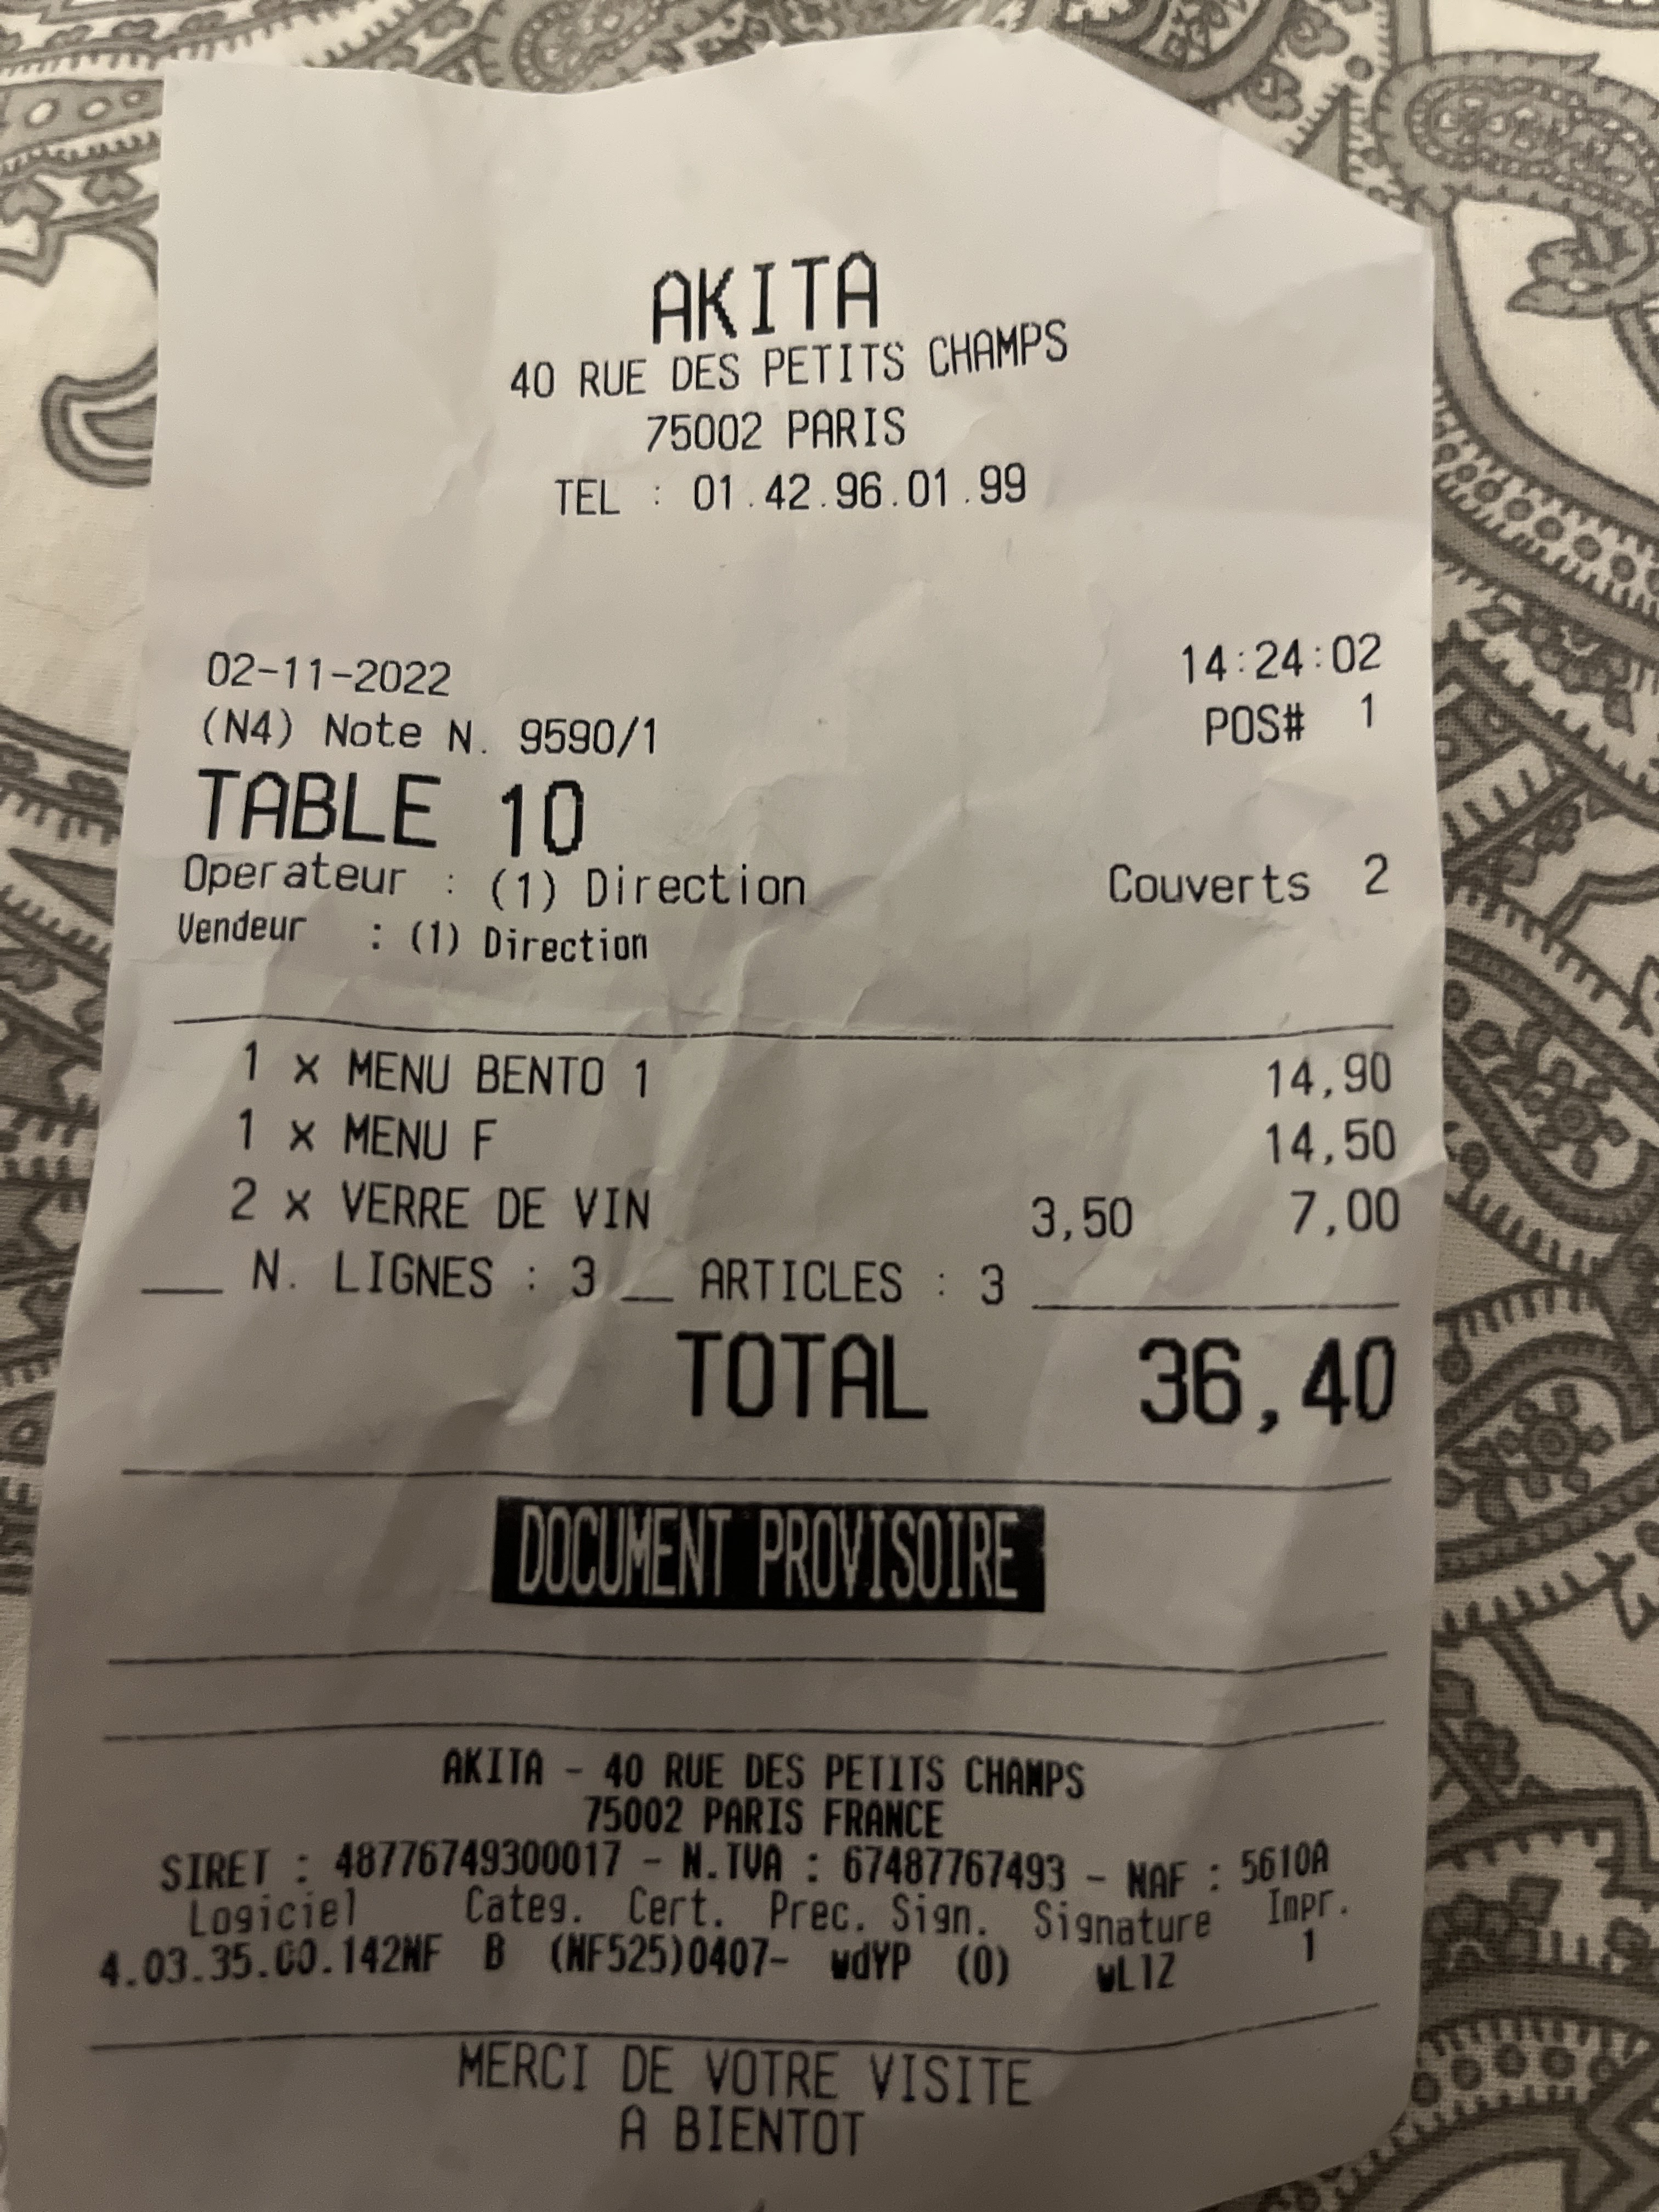 AKITA
40 RUE DES PETITS CHAMPS
75002 PARIS
TEL : 01.42.96.01.99
02-11-2022 14:24:02
(N4) Note N. 9590/1 POS# 1
TABLE 10
Operateur : (1) Direction Couverts 2
Vendeur : (1) Direction
1 x MENU BENTO 1 14,90
1 x MENU F 14,50
2 x VERRE DE VIN 3,50 7,00
N. LIGNES : 3 ARTICLES : 3
TOTAL 36,40
DOCUMENT PROVISOIRE
AKITA - 40 RUE DES PETITS CHAMPS
75002 PARIS FRANCE
SIRET : 48776749300017 - N.TVA : 67487767493 - NAF : 5610A
Logiciel Categ. Cert. Prec. Sign. Signature Impr.
4.03.35.00.142NF B (NF525)0407- wdYP (0) wL1Z 1
MERCI DE VOTRE VISITE
A BIENTOT